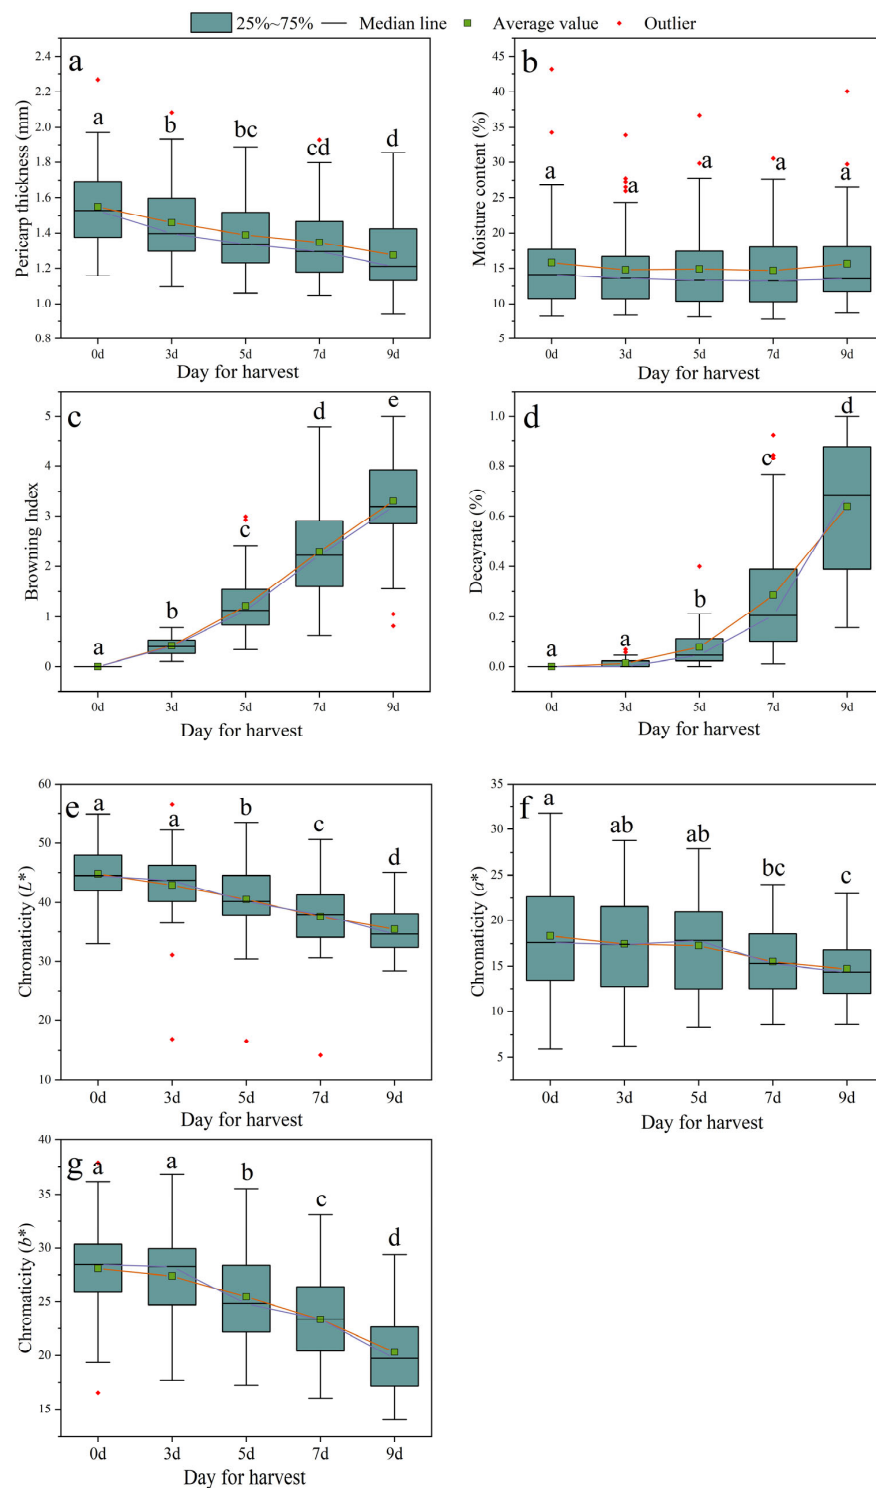 25%~75% Median line Average value Outlier
a
Pericarp thickness (mm)
2.4
2.2
2.0
1.8
1.6
1.4
1.2
1.0
0.8
a b bc cd d
0d 3d 5d 7d 9d
Day for harvest
b
Moisture content (%)
45
40
35
30
25
20
15
10
5
a a a a a
0d 3d 5d 7d 9d
Day for harvest
c
Browning Index
5
4
3
2
1
0
a b c d e
0d 3d 5d 7d 9d
Day for harvest
d
Decayrate (%)
1.0
0.8
0.6
0.4
0.2
0.0
a a b c d
0d 3d 5d 7d 9d
Day for harvest
e
Chromaticity (L*)
60
50
40
30
20
10
a a b c d
0d 3d 5d 7d 9d
Day for harvest
f
Chromaticity (a*)
35
30
25
20
15
10
5
a ab ab bc c
0d 3d 5d 7d 9d
Day for harvest
g
Chromaticity (b*)
40
35
30
25
20
15
a a b c d
0d 3d 5d 7d 9d
Day for harvest